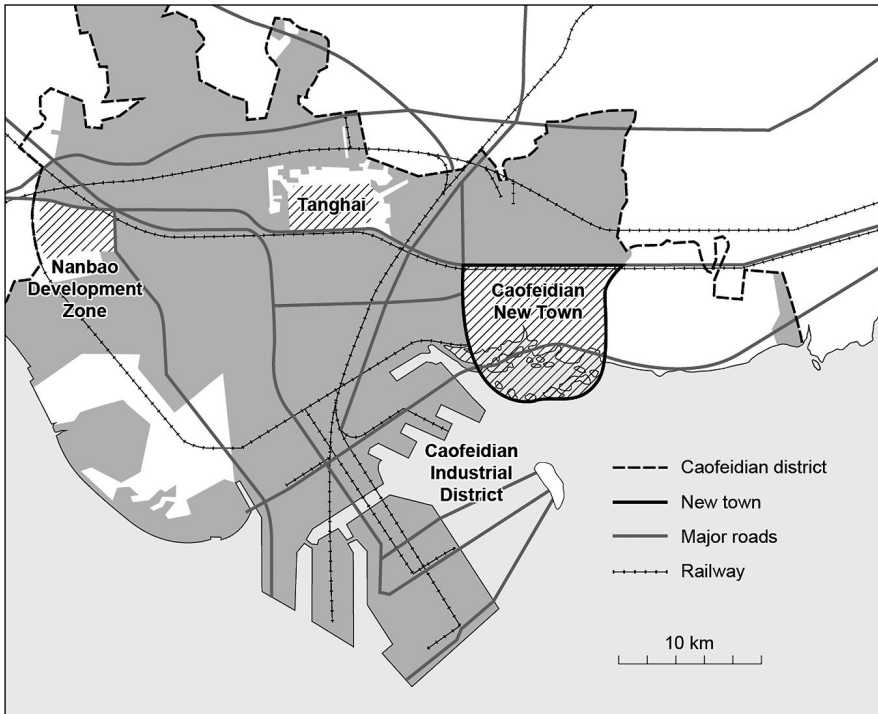 Tanghai
Nanbao
Development
Zone
Caofeidian
New Town
Caofeidian
Industrial
District
Caofeidian district
New town
Major roads
Railway
10 km